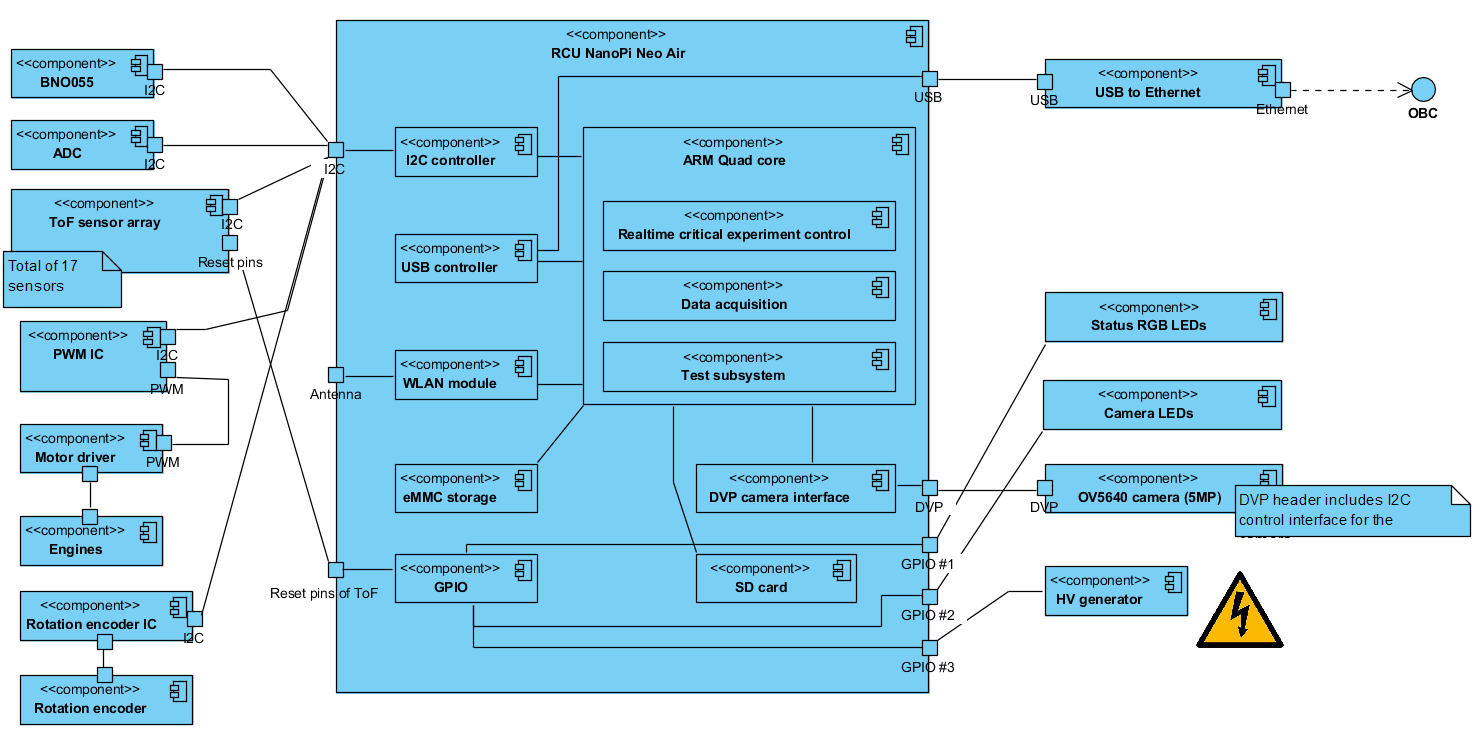 <<component>>
RCU NanoPi Neo Air
<<component>>
BNO055
I2C
<<component>>
ADC
I2C
<<component>>
ToF sensor array
I2C
Reset pins
Total of 17
sensors
<<component>>
PWM IC
I2C
PWM
<<component>>
Motor driver
PWM
<<component>>
Engines
<<component>>
Rotation encoder IC
I2C
<<component>>
Rotation encoder
I2C
Antenna
Reset pins of ToF
<<component>>
I2C controller
<<component>>
USB controller
<<component>>
WLAN module
<<component>>
eMMC storage
<<component>>
GPIO
<<component>>
ARM Quad core
<<component>>
Realtime critical experiment control
<<component>>
Data acquisition
<<component>>
Test subsystem
<<component>>
DVP camera interface
<<component>>
SD card
USB
DVP
GPIO #1
GPIO #2
GPIO #3
USB
<<component>>
USB to Ethernet
Ethernet
OBC
<<component>>
Status RGB LEDs
<<component>>
Camera LEDs
<<component>>
OV5640 camera (5MP)
DVP
DVP header includes I2C
control interface for the
<<component>>
HV generator